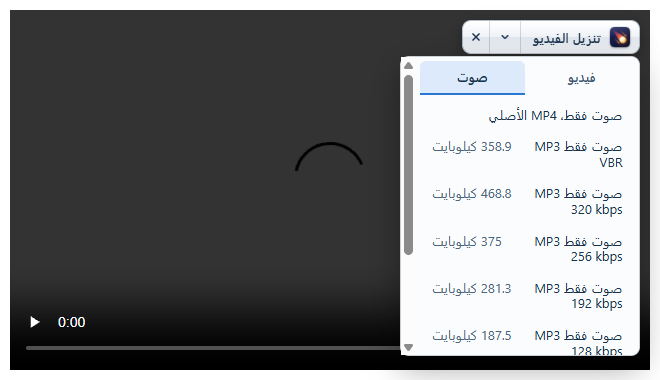 تنزيل الفيديو
فيديو
صوت
صوت فقط، MP4 الأصلي
صوت فقط MP3 VBR 358.9 كيلوبايت
صوت فقط MP3 320 kbps 468.8 كيلوبايت
صوت فقط MP3 256 kbps 375 كيلوبايت
صوت فقط MP3 192 kbps 281.3 كيلوبايت
صوت فقط MP3 128 kbps 187.5 كيلوبايت
0:00